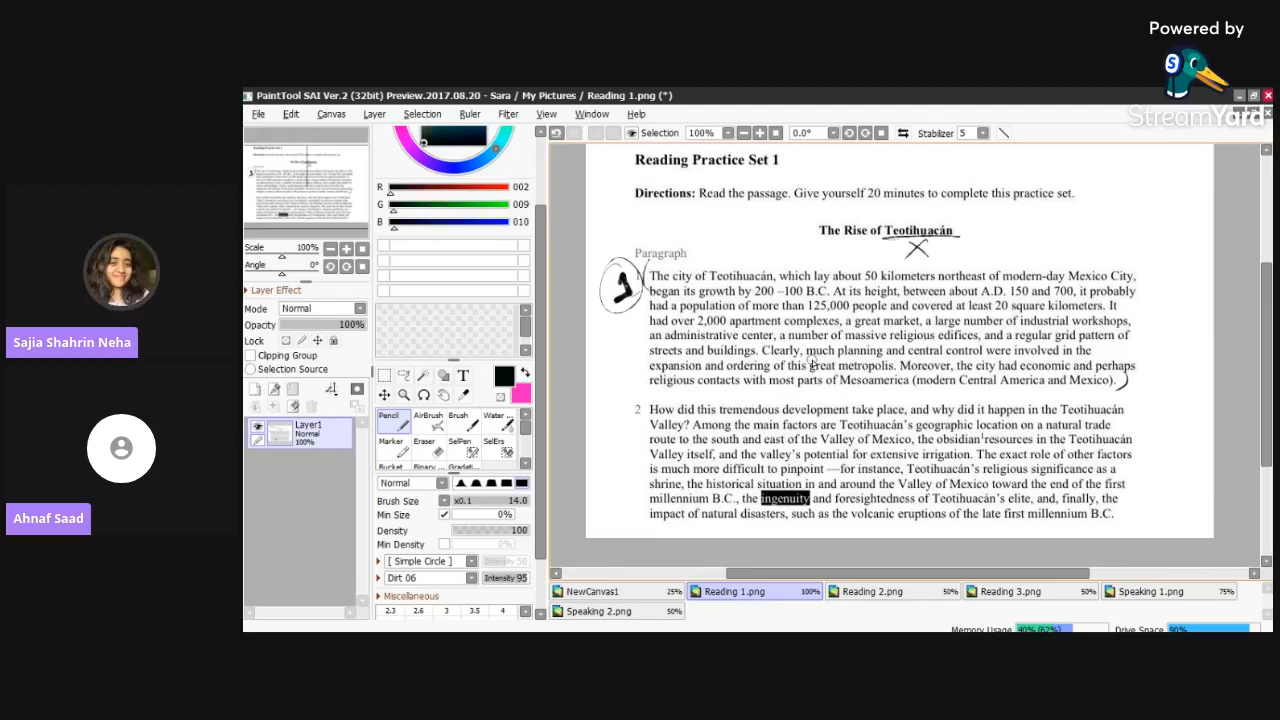 Powered by
StreamYard
PaintTool SAI Ver.2 (32bit) Preview.2017.08.20 - Sara / My Pictures / Reading 1.png (*)
File Edit Canvas Layer Selection Ruler Filter View Window Help
Selection 100% 0.0° Stabilizer 5
Scale 100%
Angle 0°
Layer Effect
Mode Normal
Opacity 100%
Lock
Clipping Group
Selection Source
Layer1
Normal
100%
R 002
G 009
B 010
T
Pencil AirBrush Brush Water ...
Marker Eraser SelPen SelErs
Bucket Binary ... Gradati...
Normal
Brush Size x0.1 14.0
Min Size 0%
Density 100
Min Density 0%
[ Simple Circle ] Intensity 50
Dirt 06 Intensity 95
Miscellaneous
2.3 2.6 3 3.5 4
Reading Practice Set 1
Directions: Read the passage. Give yourself 20 minutes to complete this practice set.
The Rise of Teotihuacán
Paragraph
The city of Teotihuacán, which lay about 50 kilometers northeast of modern-day Mexico City,
began its growth by 200 –100 B.C. At its height, between about A.D. 150 and 700, it probably
had a population of more than 125,000 people and covered at least 20 square kilometers. It
had over 2,000 apartment complexes, a great market, a large number of industrial workshops,
an administrative center, a number of massive religious edifices, and a regular grid pattern of
streets and buildings. Clearly, much planning and central control were involved in the
expansion and ordering of this great metropolis. Moreover, the city had economic and perhaps
religious contacts with most parts of Mesoamerica (modern Central America and Mexico).
2 How did this tremendous development take place, and why did it happen in the Teotihuacán
Valley? Among the main factors are Teotihuacán's geographic location on a natural trade
route to the south and east of the Valley of Mexico, the obsidian¹ resources in the Teotihuacán
Valley itself, and the valley's potential for extensive irrigation. The exact role of other factors
is much more difficult to pinpoint —for instance, Teotihuacán's religious significance as a
shrine, the historical situation in and around the Valley of Mexico toward the end of the first
millennium B.C., the ingenuity and foresightedness of Teotihuacán's elite, and, finally, the
impact of natural disasters, such as the volcanic eruptions of the late first millennium B.C.
NewCanvas1 25% Reading 1.png 100% Reading 2.png 50% Reading 3.png 50% Speaking 1.png 75%
Speaking 2.png 50%
Memory Usage 40% (62%) Drive Space 90%
Sajia Shahrin Neha
Ahnaf Saad